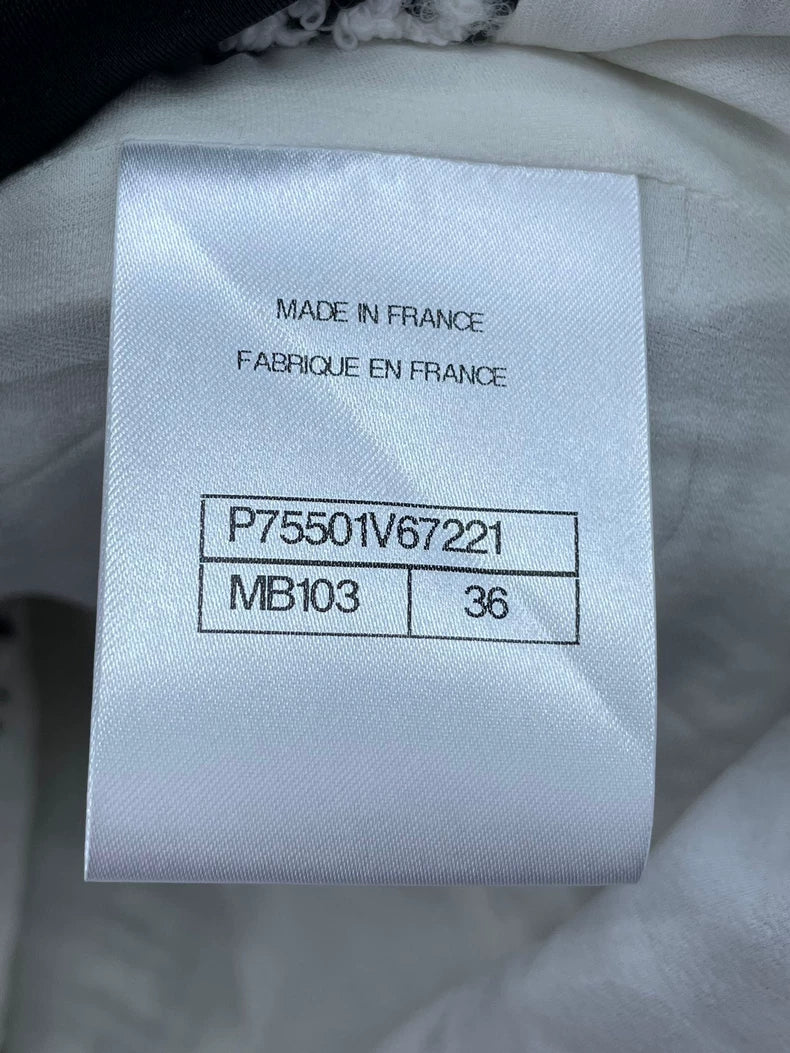 MADE IN FRANCE
FABRIQUE EN FRANCE
P75501V67221
MB103 36